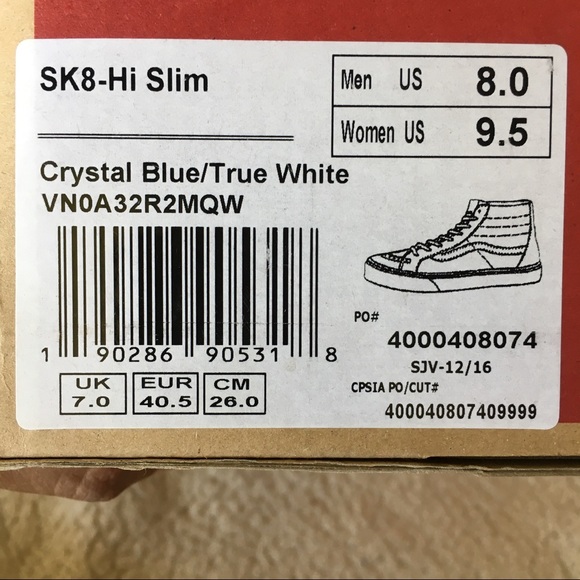 SK8-Hi Slim
Men US 8.0
Women US 9.5
Crystal Blue/True White
VN0A32R2MQW
1 90286 90531 8
PO#
4000408074
SJV-12/16
CPSIA PO/CUT#
400040807409999
UK EUR CM
7.0 40.5 26.0